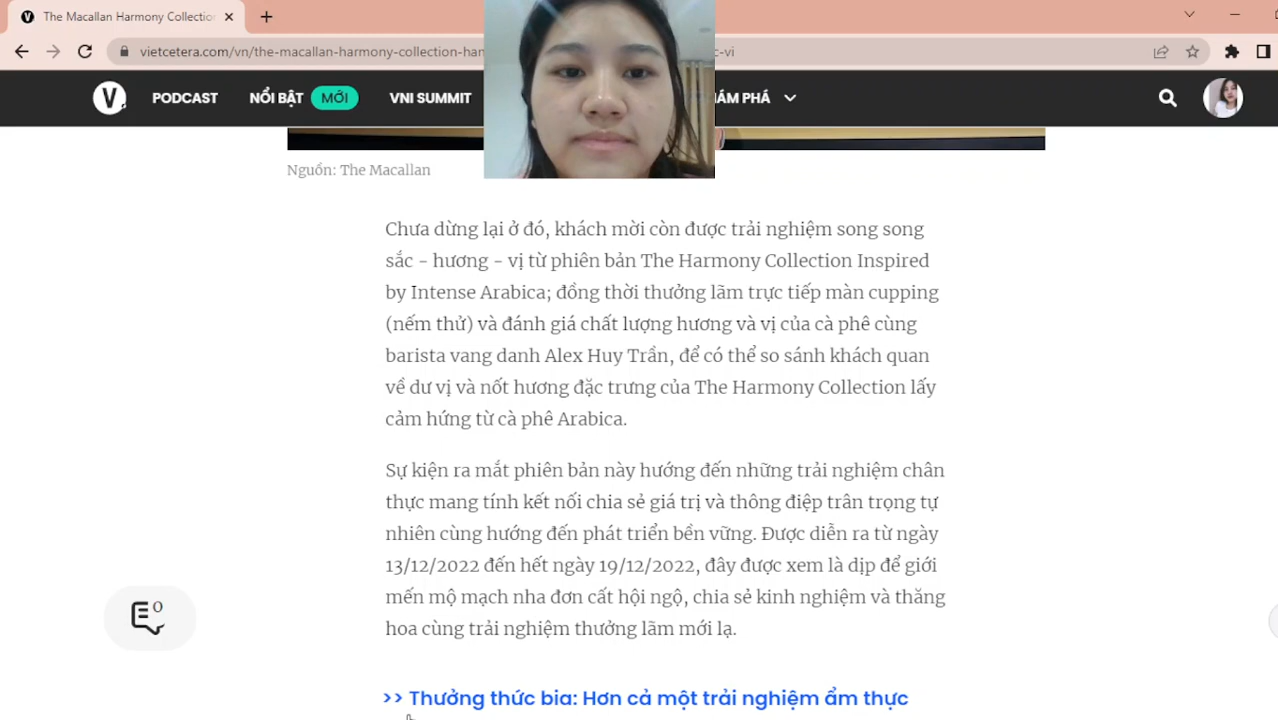 The Macallan Harmony Collection
vietcetera.com/vn/the-macallan-harmony-collection-han
c-vi
V.
PODCAST
NỔI BẬT
MỚI
VNI SUMMIT
PHÁ
Nguồn: The Macallan
Chưa dừng lại ở đó, khách mời còn được trải nghiệm song song
sắc - hương - vị từ phiên bản The Harmony Collection Inspired
by Intense Arabica; đồng thời thưởng lãm trực tiếp màn cupping
(nếm thử) và đánh giá chất lượng hương và vị của cà phê cùng
barista vang danh Alex Huy Trần, để có thể so sánh khách quan
về dư vị và nốt hương đặc trưng của The Harmony Collection lấy
cảm hứng từ cà phê Arabica.
Sự kiện ra mắt phiên bản này hướng đến những trải nghiệm chân
thực mang tính kết nối chia sẻ giá trị và thông điệp trân trọng tự
nhiên cùng hướng đến phát triển bền vững. Được diễn ra từ ngày
13/12/2022 đến hết ngày 19/12/2022, đây được xem là dịp để giới
mến mộ mạch nha đơn cất hội ngộ, chia sẻ kinh nghiệm và thăng
hoa cùng trải nghiệm thưởng lãm mới lạ.
0
>> Thưởng thức bia: Hơn cả một trải nghiệm ẩm thực